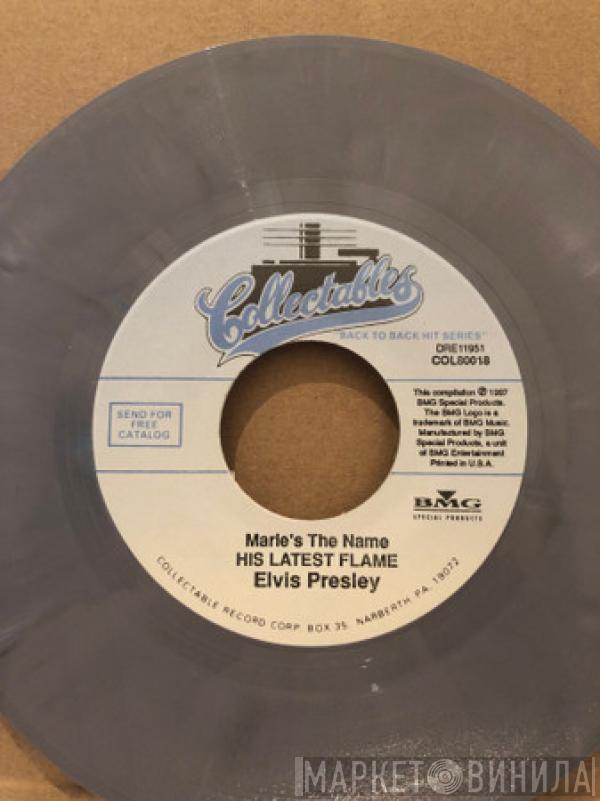 Collectables
BACK TO BACK HIT SERIES™
DRE11951
COL80018
SEND FOR
FREE
CATALOG
This compilation ℗ 1997
BMG Special Products.
The BMG Logo is a
trademark of BMG Music.
Manufactured by BMG
Special Products, a unit
of BMG Entertainment
Printed in U.S.A.
BMG
SPECIAL PRODUCTS
Marie's The Name
HIS LATEST FLAME
Elvis Presley
COLLECTABLE RECORD CORP. BOX 35, NARBERTH, PA. 19072
МАРКЕТ ВИНИЛА